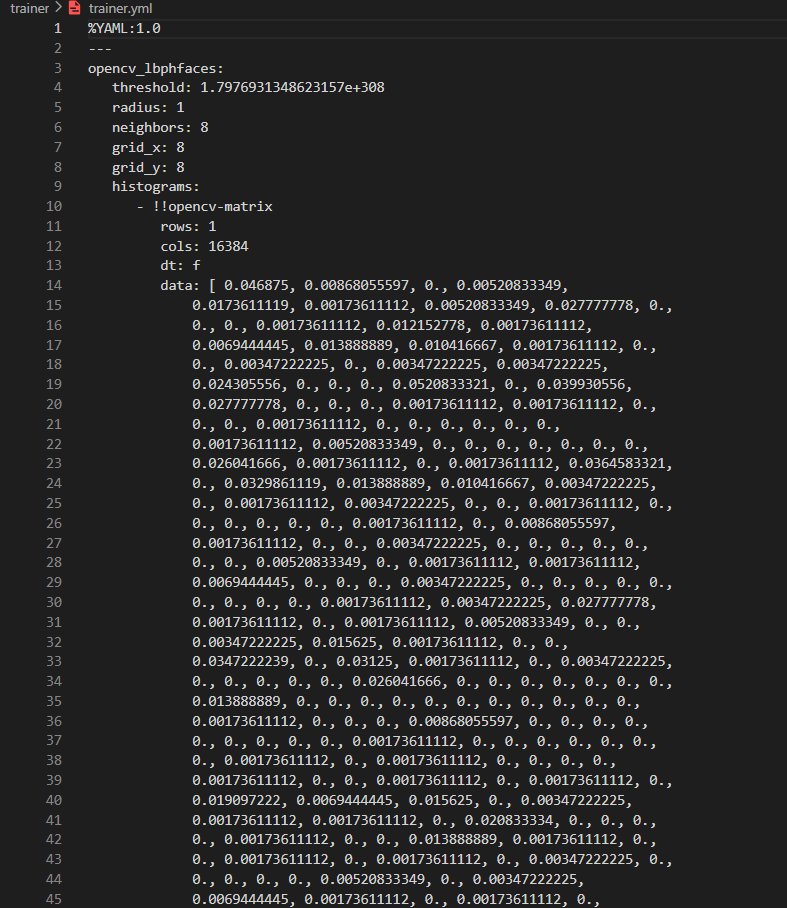 trainer > trainer.yml
1 %YAML:1.0
2 ---
3 opencv_lbphfaces:
4 threshold: 1.7976931348623157e+308
5 radius: 1
6 neighbors: 8
7 grid_x: 8
8 grid_y: 8
9 histograms:
10 - !!opencv-matrix
11 rows: 1
12 cols: 16384
13 dt: f
14 data: [ 0.046875, 0.00868055597, 0., 0.00520833349,
15 0.0173611119, 0.00173611112, 0.00520833349, 0.027777778, 0.,
16 0., 0., 0.00173611112, 0.012152778, 0.00173611112,
17 0.0069444445, 0.013888889, 0.010416667, 0.00173611112, 0.,
18 0., 0.00347222225, 0., 0.00347222225, 0.00347222225,
19 0.024305556, 0., 0., 0., 0.0520833321, 0., 0.039930556,
20 0.027777778, 0., 0., 0., 0.00173611112, 0.00173611112, 0.,
21 0., 0., 0.00173611112, 0., 0., 0., 0., 0., 0.,
22 0.00173611112, 0.00520833349, 0., 0., 0., 0., 0., 0., 0.,
23 0.026041666, 0.00173611112, 0., 0.00173611112, 0.0364583321,
24 0., 0.0329861119, 0.013888889, 0.010416667, 0.00347222225,
25 0., 0.00173611112, 0.00347222225, 0., 0., 0.00173611112, 0.,
26 0., 0., 0., 0., 0., 0.00173611112, 0., 0.00868055597,
27 0.00173611112, 0., 0., 0.00347222225, 0., 0., 0., 0., 0.,
28 0., 0., 0.00520833349, 0., 0.00173611112, 0.00173611112,
29 0.0069444445, 0., 0., 0., 0.00347222225, 0., 0., 0., 0., 0.,
30 0., 0., 0., 0., 0.00173611112, 0.00347222225, 0.027777778,
31 0.00173611112, 0., 0.00173611112, 0.00520833349, 0., 0.,
32 0.00347222225, 0.015625, 0.00173611112, 0., 0.,
33 0.0347222239, 0., 0.03125, 0.00173611112, 0., 0.00347222225,
34 0., 0., 0., 0., 0., 0.026041666, 0., 0., 0., 0., 0., 0., 0.,
35 0.013888889, 0., 0., 0., 0., 0., 0., 0., 0., 0., 0., 0.,
36 0.00173611112, 0., 0., 0., 0.00868055597, 0., 0., 0., 0.,
37 0., 0., 0., 0., 0., 0.00173611112, 0., 0., 0., 0., 0., 0.,
38 0., 0.00173611112, 0., 0.00173611112, 0., 0., 0., 0.,
39 0.00173611112, 0., 0., 0.00173611112, 0., 0.00173611112, 0.,
40 0.019097222, 0.0069444445, 0.015625, 0., 0.00347222225,
41 0.00173611112, 0.00173611112, 0., 0.020833334, 0., 0., 0.,
42 0., 0.00173611112, 0., 0., 0.013888889, 0.00173611112, 0.,
43 0., 0.00173611112, 0., 0.00173611112, 0., 0.00347222225, 0.,
44 0., 0., 0., 0., 0.00520833349, 0., 0.00347222225,
45 0.0069444445, 0.00173611112, 0., 0.00173611112, 0., 0.,